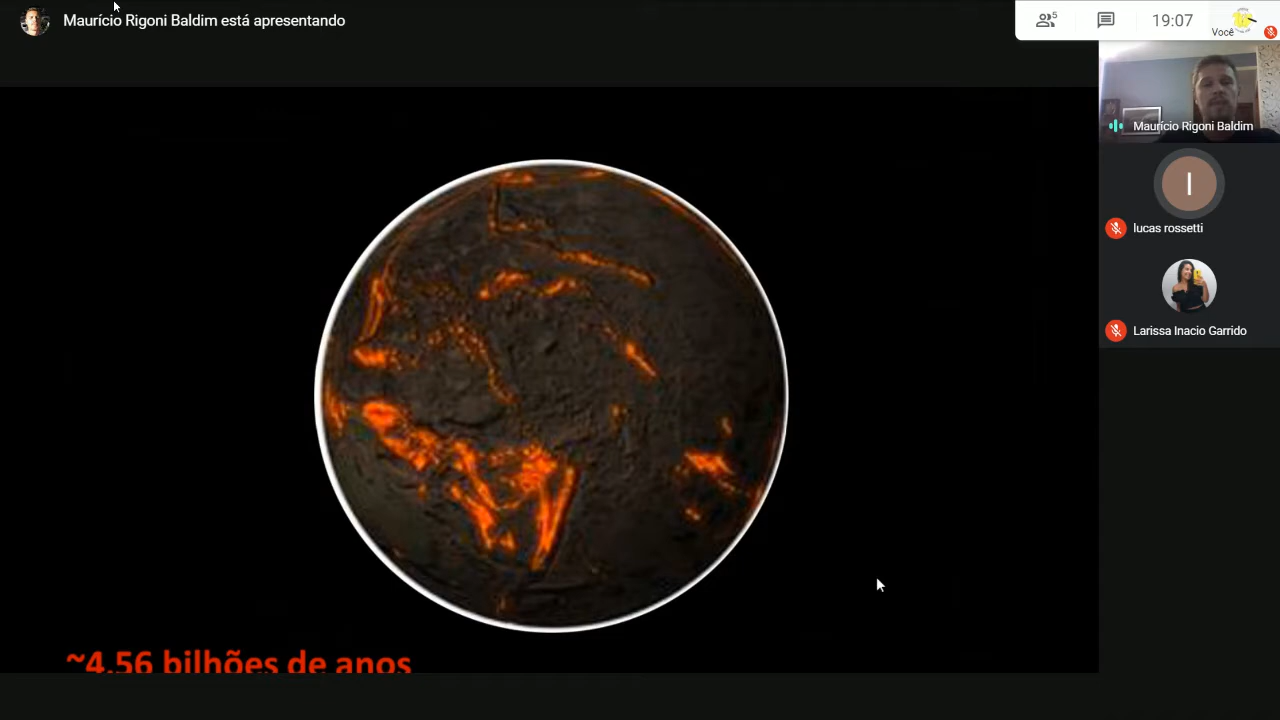 Maurício Rigoni Baldim está apresentando
5
19:07
Você
Maurício Rigoni Baldim
l
lucas rossetti
Larissa Inacio Garrido
~4.56 bilhões de anos